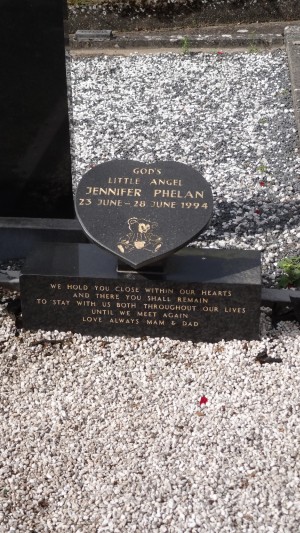 GOD'S
LITTLE ANGEL
JENNIFER PHELAN
23 JUNE - 28 JUNE 1994
WE HOLD YOU CLOSE WITHIN OUR HEARTS
AND THERE YOU SHALL REMAIN
TO STAY WITH US BOTH THROUGHOUT OUR LIVES
UNTIL WE MEET AGAIN
LOVE ALWAYS MAM & DAD